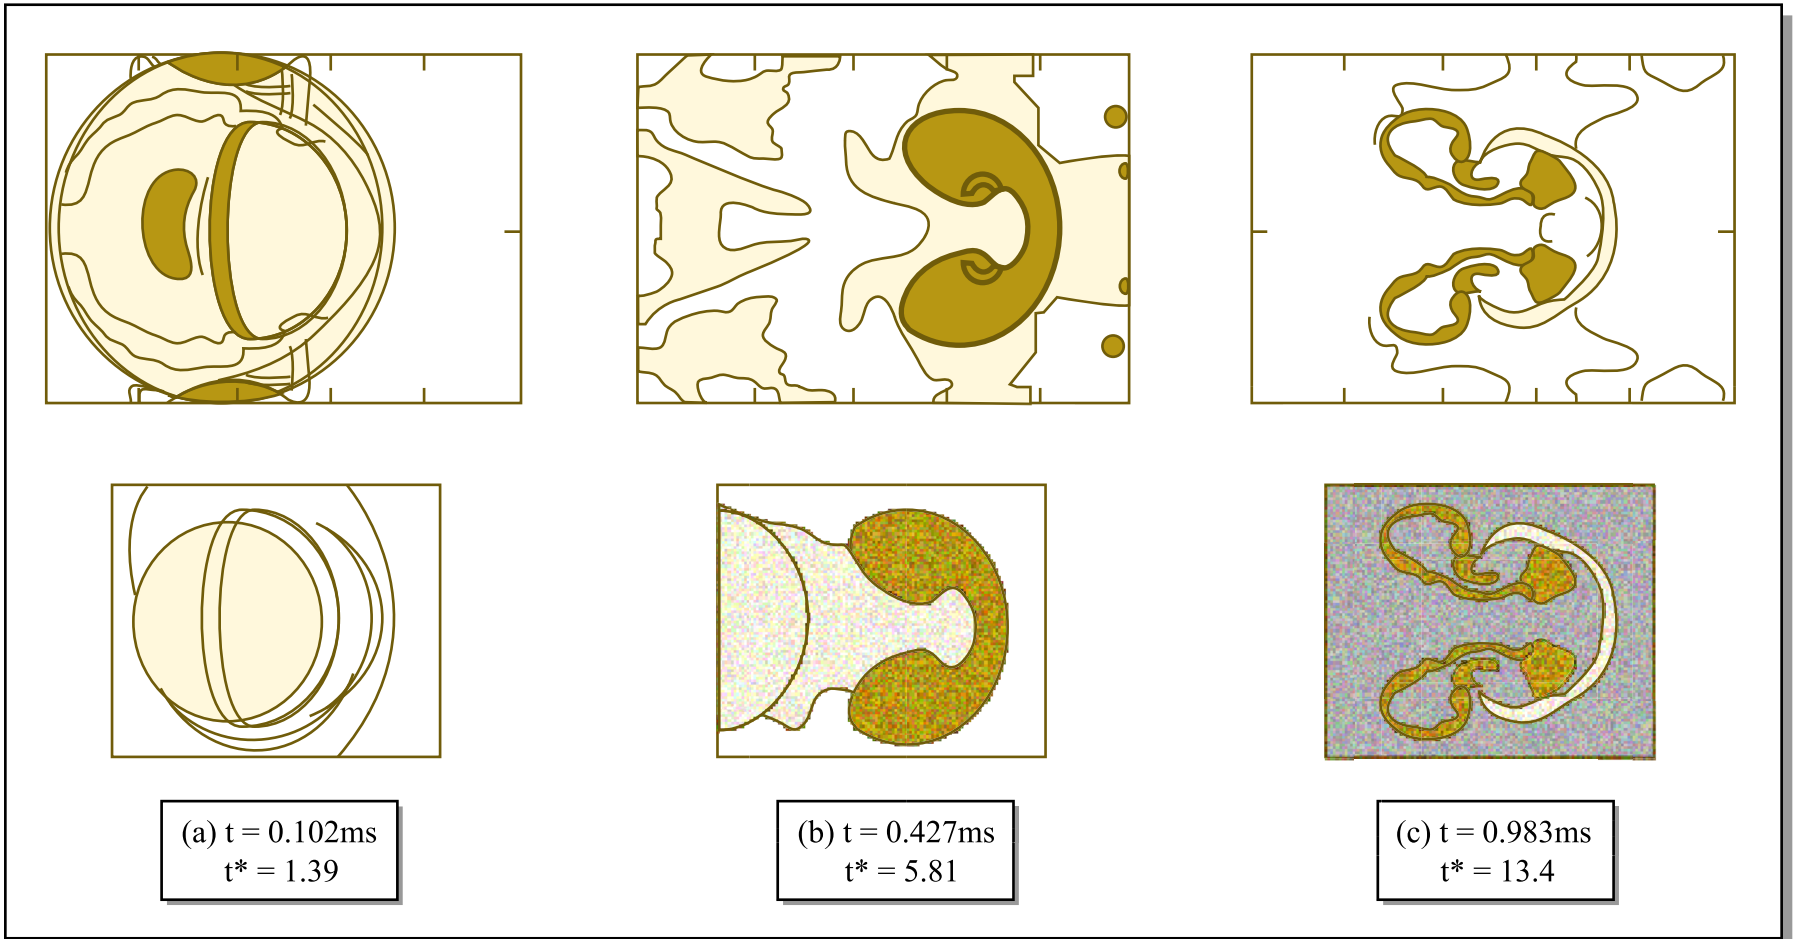 (a) t = 0.102ms
t* = 1.39
(b) t = 0.427ms
t* = 5.81
(c) t = 0.983ms
t* = 13.4